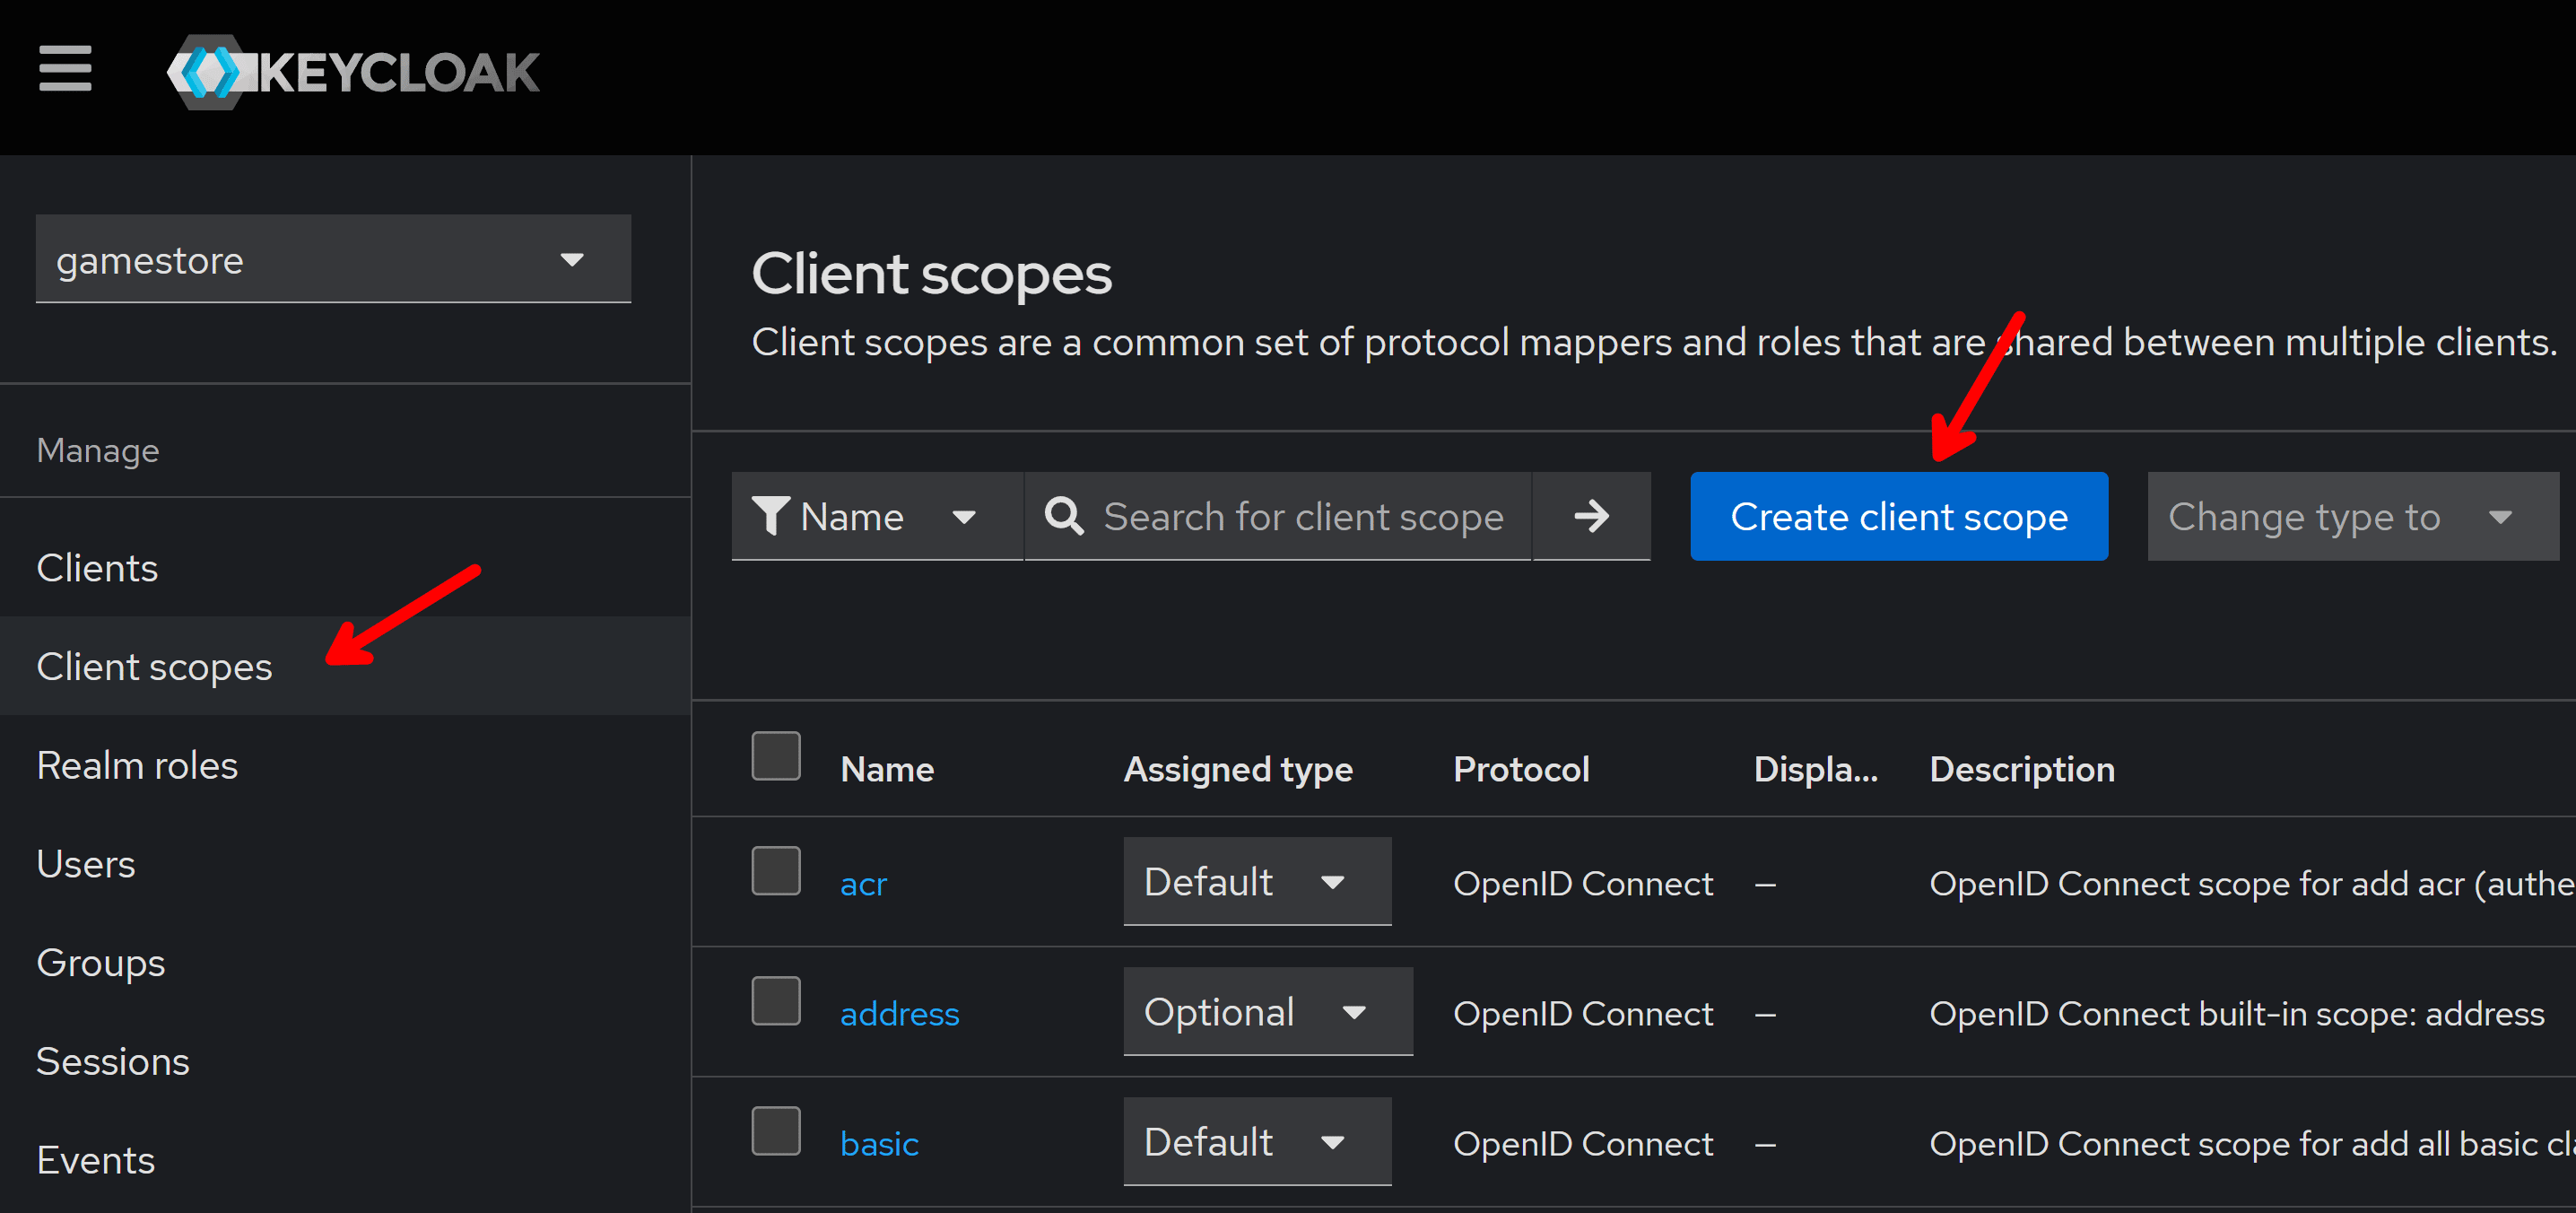 KEYCLOAK
gamestore
Manage
Clients
Client scopes
Realm roles
Users
Groups
Sessions
Events
Client scopes
Client scopes are a common set of protocol mappers and roles that are shared between multiple clients.
Name Search for client scope Create client scope Change type to
Name Assigned type Protocol Displa... Description
acr Default OpenID Connect — OpenID Connect scope for add acr (authe
address Optional OpenID Connect — OpenID Connect built-in scope: address
basic Default OpenID Connect — OpenID Connect scope for add all basic cl